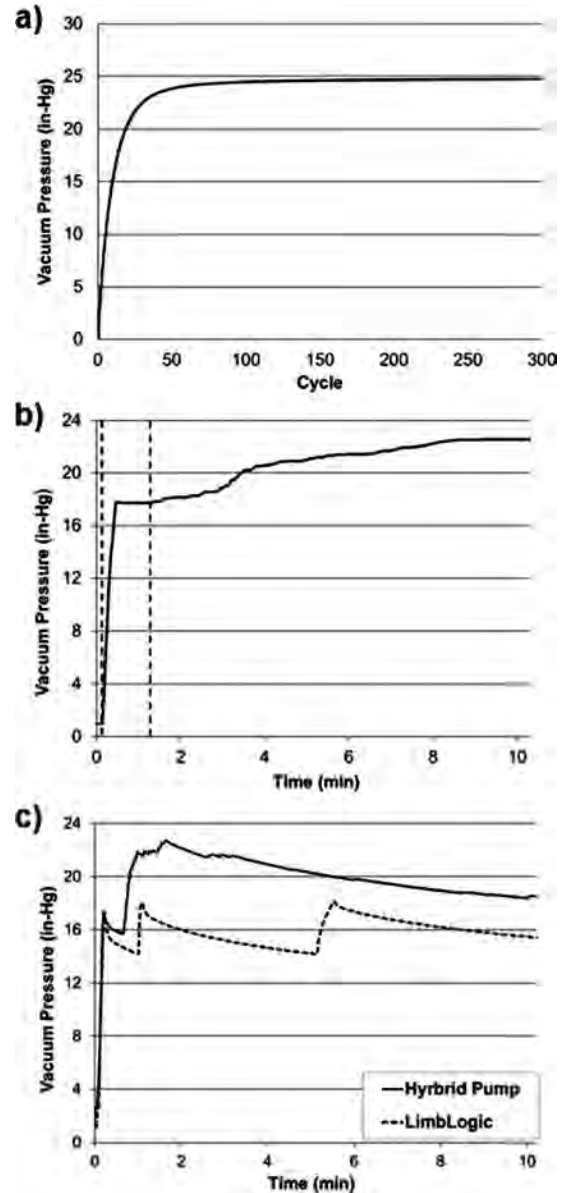 a)
Vacuum Pressure (in-Hg)
30
25
20
15
10
5
0
0 50 100 150 200 250 300
Cycle
b)
Vacuum Pressure (in-Hg)
24
20
16
12
8
4
0
0 2 4 6 8 10
Time (min)
c)
Vacuum Pressure (in-Hg)
24
20
16
12
8
4
0
Hyrbrid Pump
LimbLogic
0 2 4 6 8 10
Time (min)